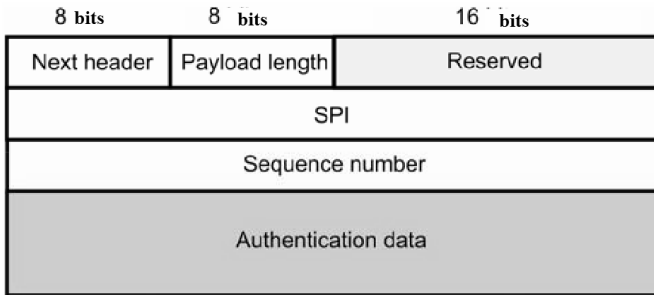 8 bits 8 bits 16 bits
Next header Payload length Reserved
SPI
Sequence number
Authentication data